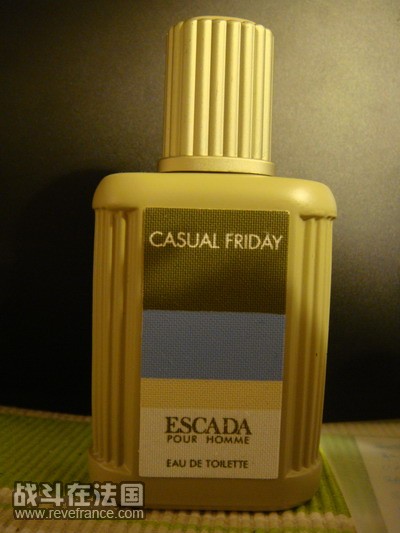 CASUAL FRIDAY
ESCADA
POUR HOMME
EAU DE TOILETTE
战斗在法国
www.revefrance.com